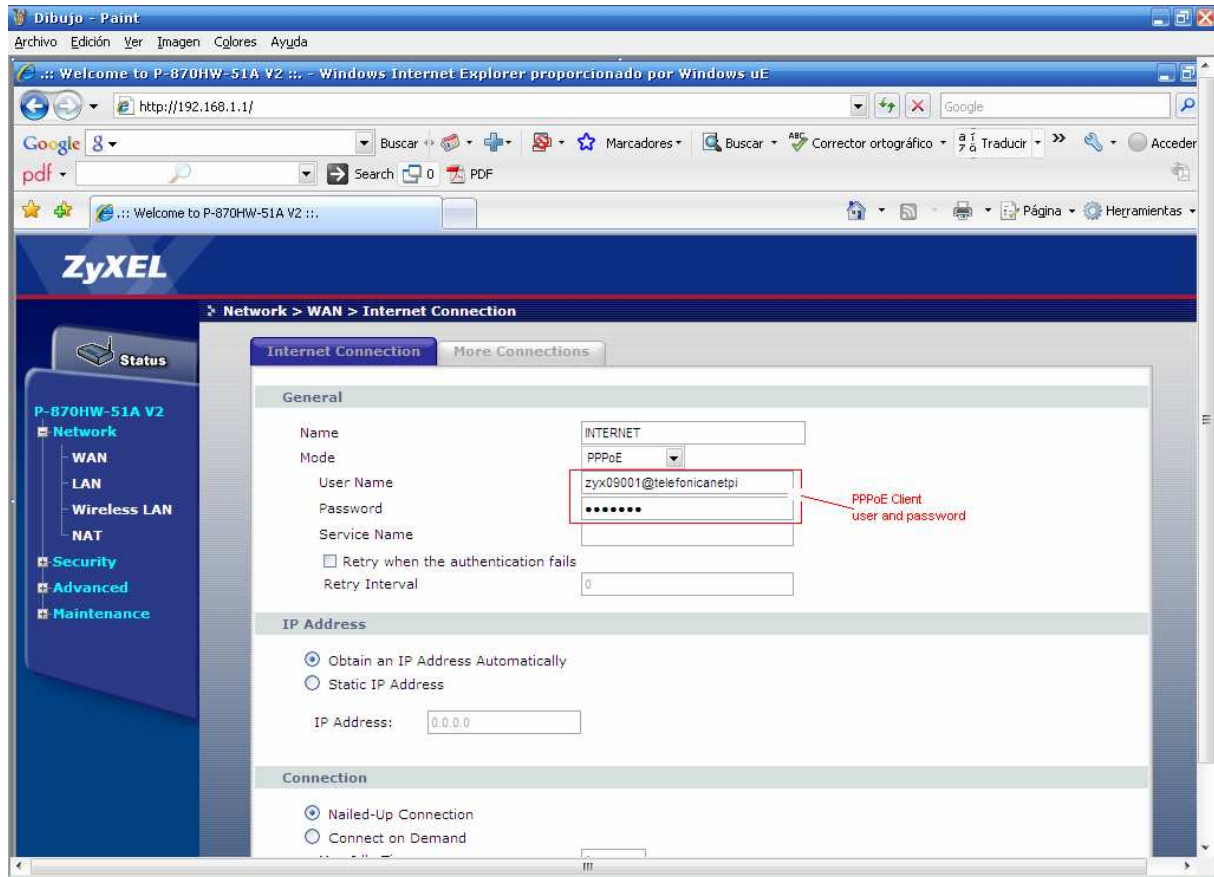 Dibujo - Paint
Archivo Edición Ver Imagen Colores Ayuda
.:: Welcome to P-870HW-51A V2 ::. - Windows Internet Explorer proporcionado por Windows uE
http://192.168.1.1/
Google
Google Buscar Marcadores Buscar ABC Corrector ortográfico Traducir Acceder
pdf Search 0 PDF
.:: Welcome to P-870HW-51A V2 ::. Página Herramientas
ZyXEL
Network > WAN > Internet Connection
Status
Internet Connection More Connections
General
P-870HW-51A V2
Network
WAN
LAN
Wireless LAN
NAT
Security
Advanced
Maintenance
Name INTERNET
Mode PPPoE
User Name zyx09001@telefonicanetpi
Password •••••••
PPPoE Client
user and password
Service Name
Retry when the authentication fails
Retry Interval 0
IP Address
Obtain an IP Address Automatically
Static IP Address
IP Address: 0.0.0.0
Connection
Nailed-Up Connection
Connect on Demand